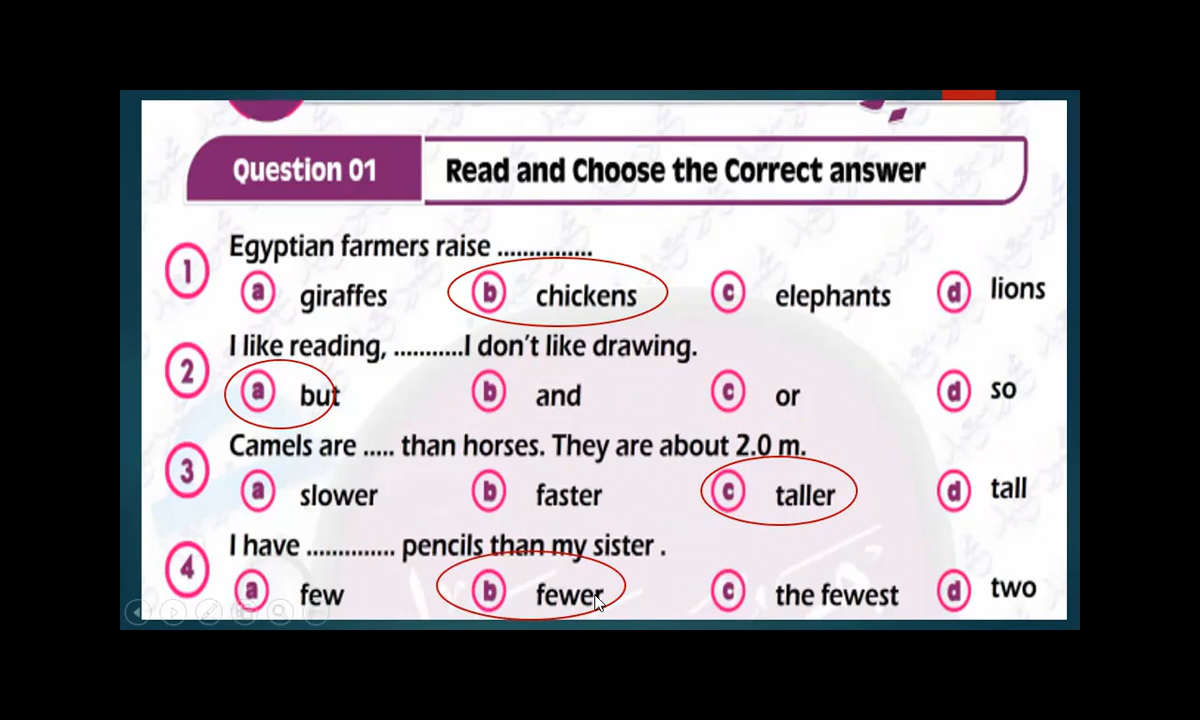 Question 01 Read and Choose the Correct answer
1 Egyptian farmers raise ..............
a giraffes b chickens c elephants d lions
2 I like reading, ...........I don't like drawing.
a but b and c or d so
3 Camels are ..... than horses. They are about 2.0 m.
a slower b faster c taller d tall
4 I have .............. pencils than my sister .
a few b fewer c the fewest d two